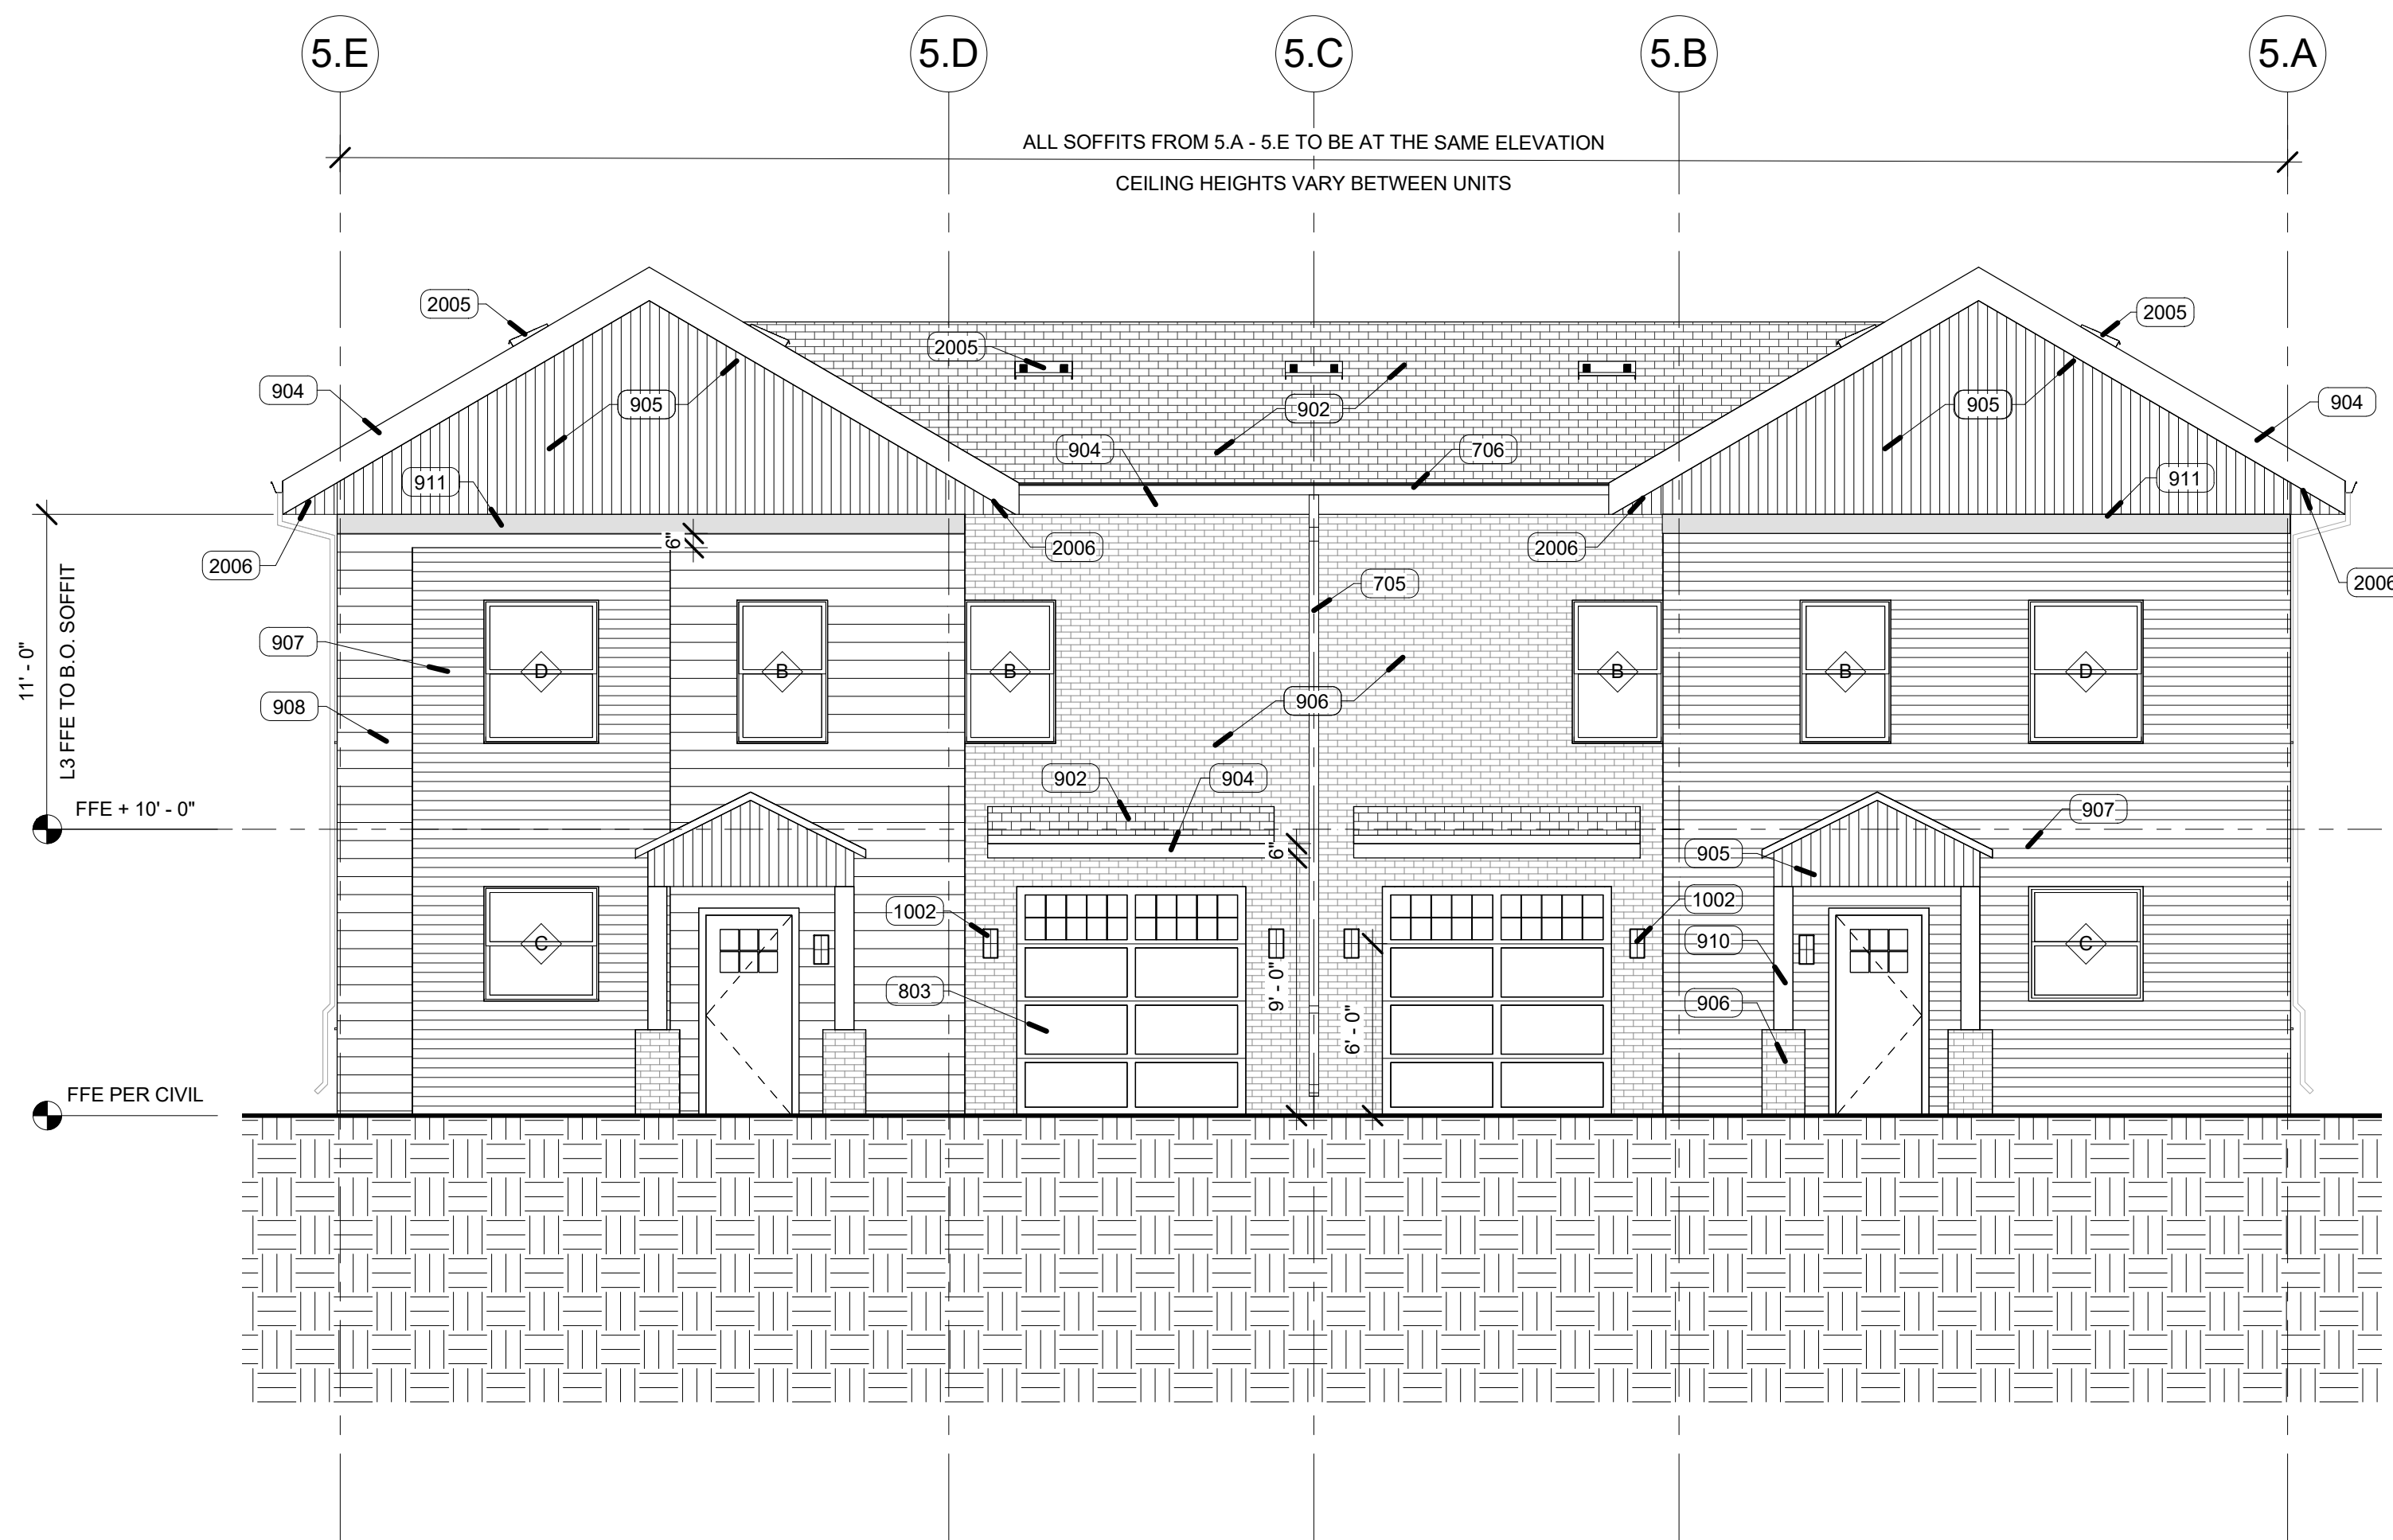 5.E
5.D
5.C
5.B
5.A
ALL SOFFITS FROM 5.A - 5.E TO BE AT THE SAME ELEVATION
CEILING HEIGHTS VARY BETWEEN UNITS
2005
2005
2005
904
905
902
905
904
904
706
911
911
6"
2006
2006
2006
2006
11' - 0"
L3 FFE TO B.O. SOFFIT
705
907
D
B
B
B
B
D
908
906
902
904
FFE + 10' - 0"
907
6"
905
1002
1002
C
910
C
803
9' - 0"
6' - 0"
906
FFE PER CIVIL